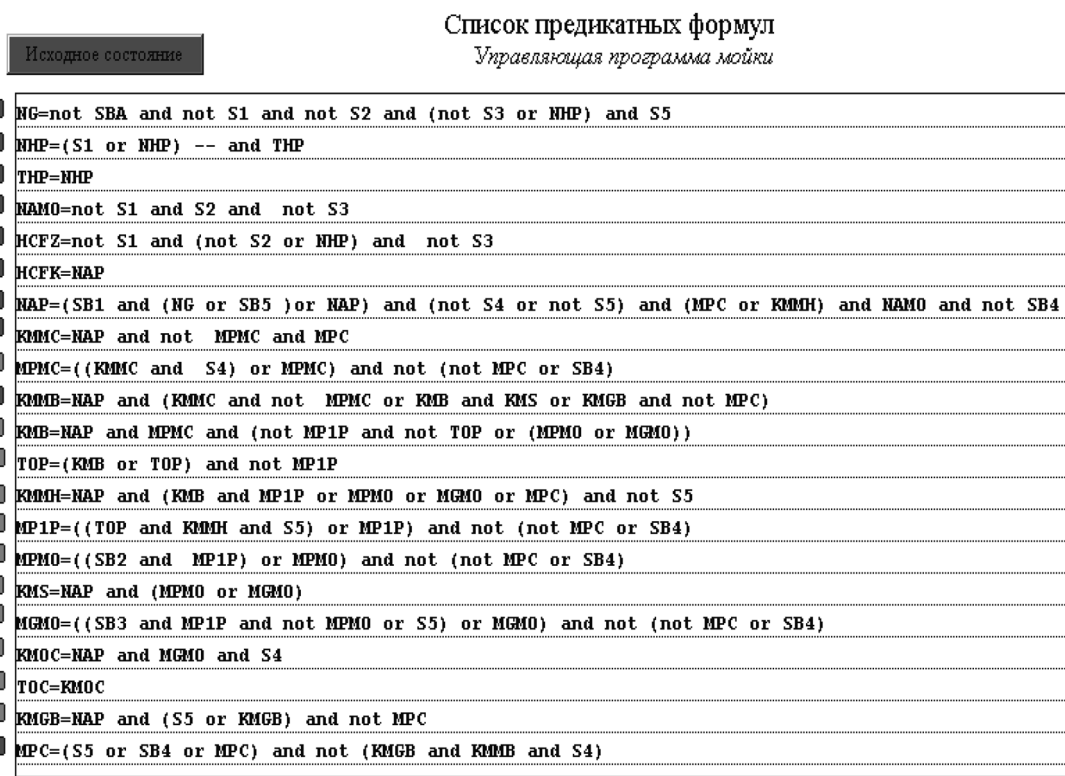 Список предикатных формул
Исходное состояние
Управляющая программа мойки
NG=not SBA and not S1 and not S2 and (not S3 or NHP) and S5
NHP=(S1 or NHP) -- and THP
THP=NHP
NAMO=not S1 and S2 and  not S3
HCFZ=not S1 and (not S2 or NHP) and  not S3
HCFK=NAP
NAP=(SB1 and (NG or SB5 )or NAP) and (not S4 or not S5) and (MPC or KMMH) and NAMO and not SB4
KMMC=NAP and not  MPMC and MPC
MPMC=((KMMC and  S4) or MPMC) and not (not MPC or SB4)
KMMB=NAP and (KMMC and not  MPMC or KMB and KMS or KMGB and not MPC)
KMB=NAP and MPMC and (not MP1P and not TOP or (MPMO or MGMO))
TOP=(KMB or TOP) and not MP1P
KMMH=NAP and (KMB and MP1P or MPMO or MGMO or MPC) and not S5
MP1P=((TOP and KMMH and S5) or MP1P) and not (not MPC or SB4)
MPMO=((SB2 and  MP1P) or MPMO) and not (not MPC or SB4)
KMS=NAP and (MPMO or MGMO)
MGMO=((SB3 and MP1P and not MPMO or S5) or MGMO) and not (not MPC or SB4)
KMOC=NAP and MGMO and S4
TOC=KMOC
KMGB=NAP and (S5 or KMGB) and not MPC
MPC=(S5 or SB4 or MPC) and not (KMGB and KMMB and S4)